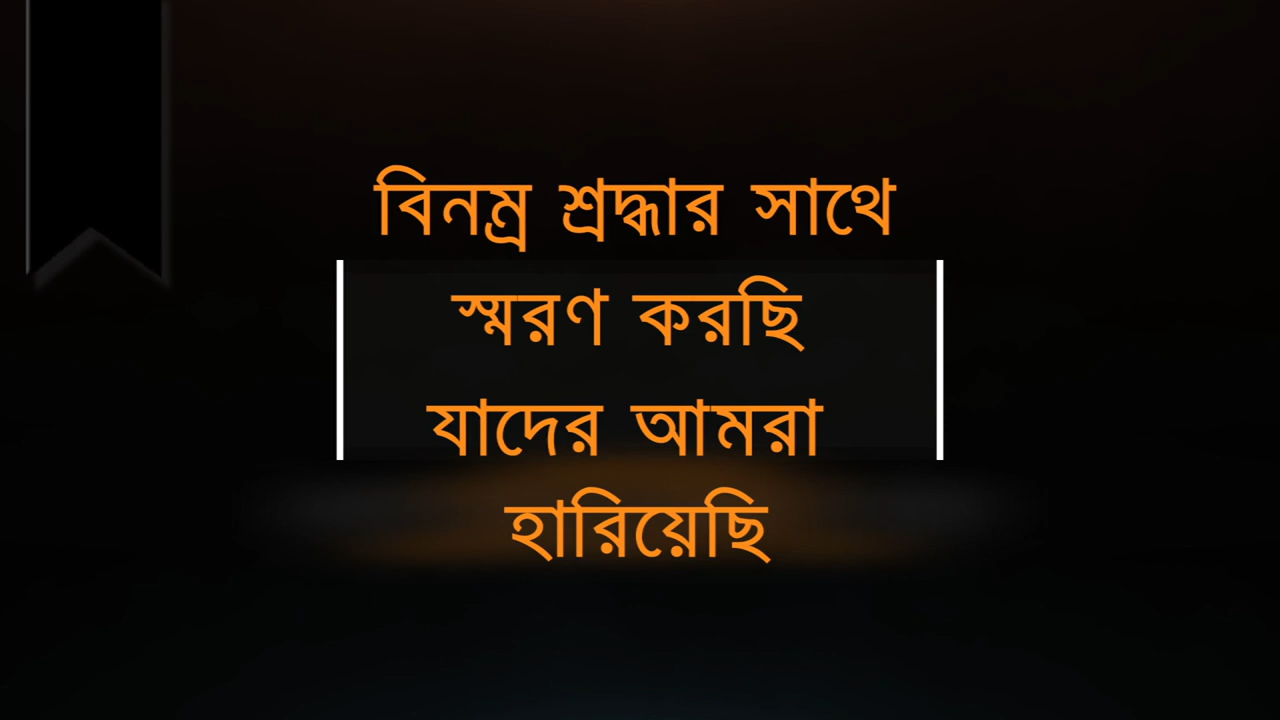 বিনম্র শ্রদ্ধার সাথে
স্মরণ করছি
যাদের আমরা
হারিয়েছি